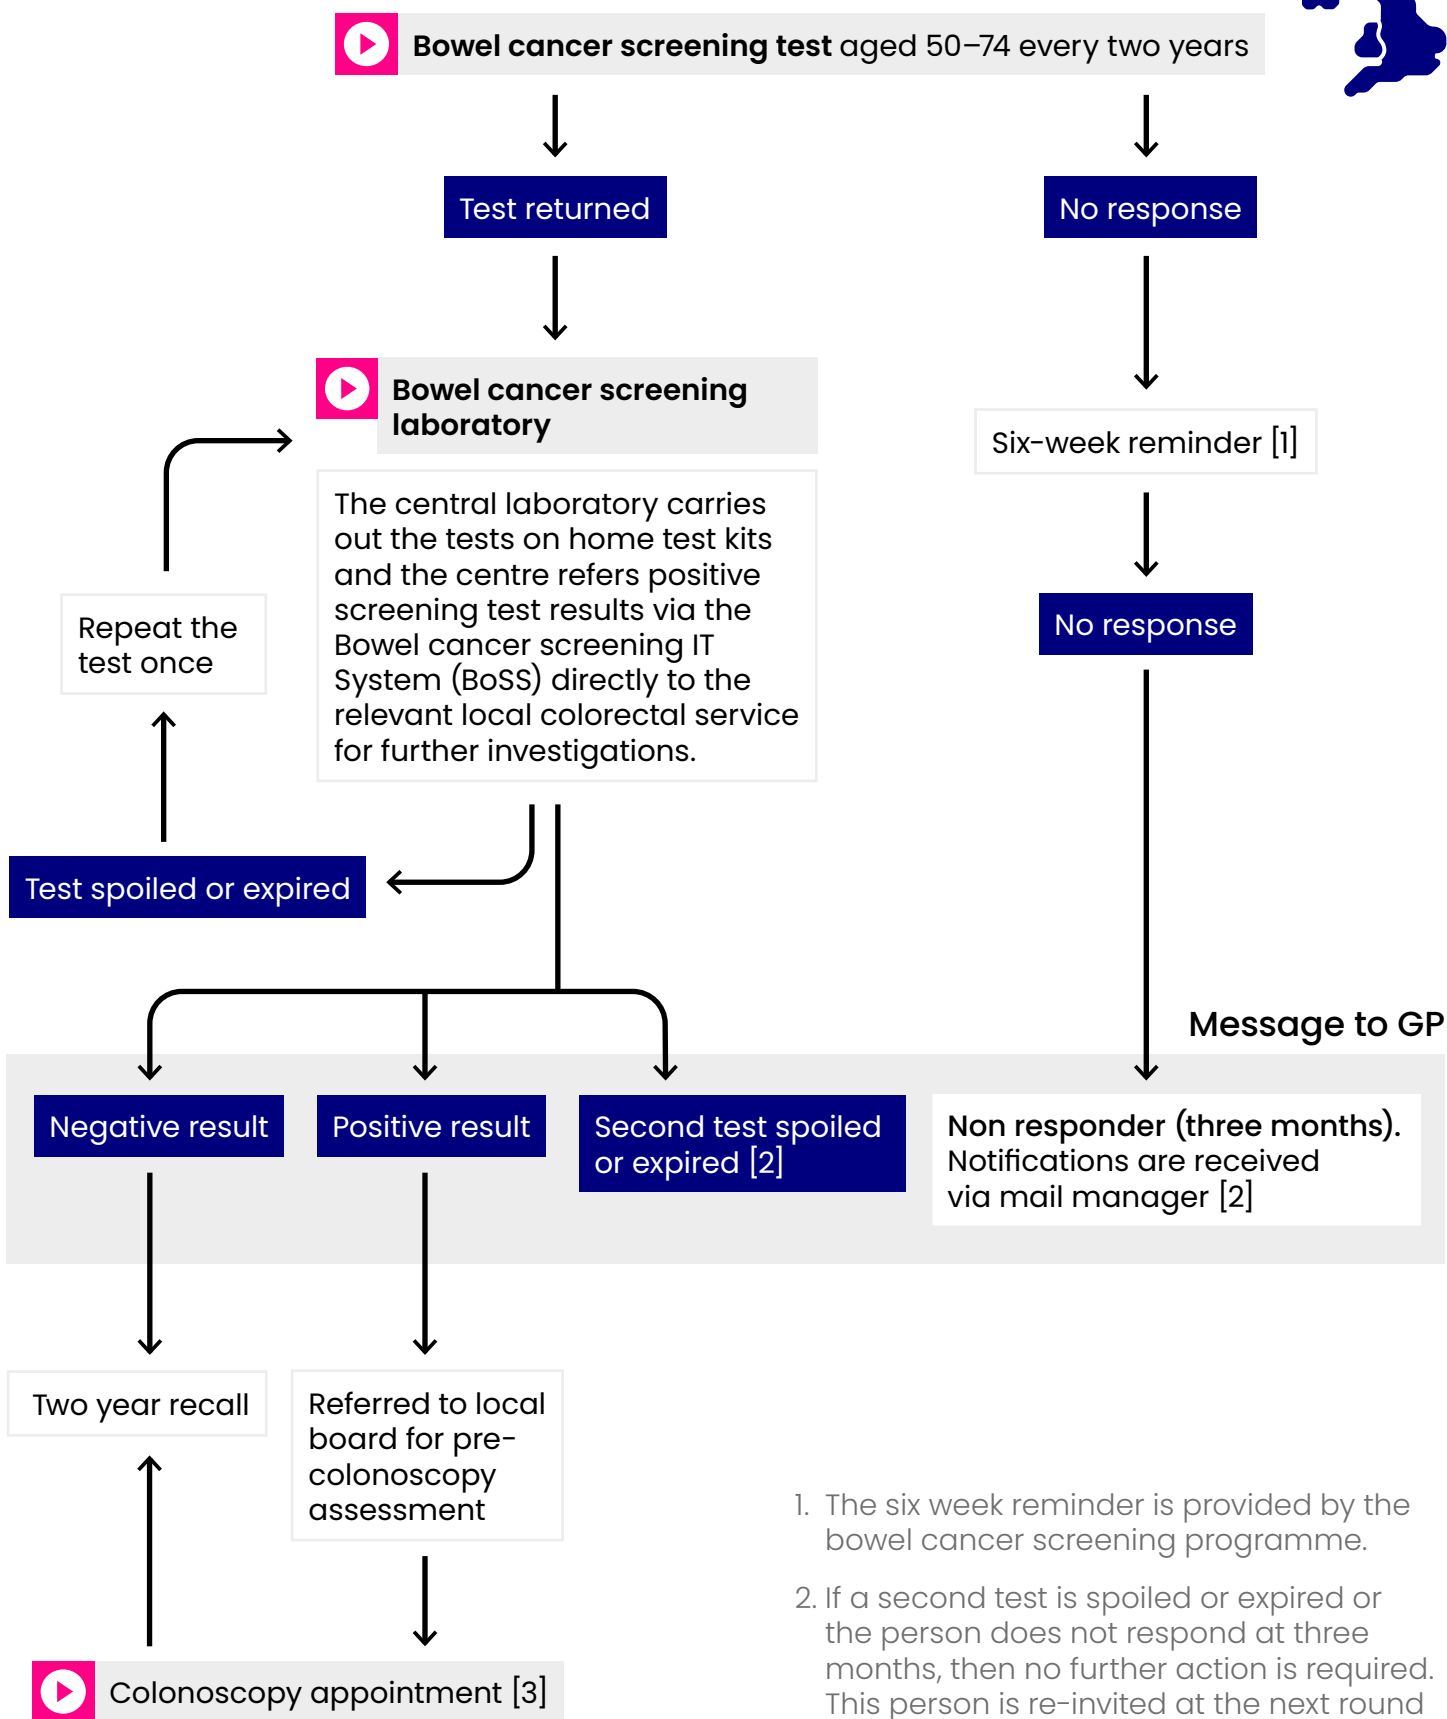 Bowel cancer screening test aged 50–74 every two years
Test returned
No response
Bowel cancer screening
laboratory
The central laboratory carries
out the tests on home test kits
and the centre refers positive
screening test results via the
Bowel cancer screening IT
System (BoSS) directly to the
relevant local colorectal service
for further investigations.
Six-week reminder [1]
No response
Repeat the
test once
Test spoiled or expired
Message to GP
Negative result
Positive result
Second test spoiled
or expired [2]
Non responder (three months).
Notifications are received
via mail manager [2]
Two year recall
Referred to local
board for pre-
colonoscopy
assessment
Colonoscopy appointment [3]
1. The six week reminder is provided by the
bowel cancer screening programme.
2. If a second test is spoiled or expired or
the person does not respond at three
months, then no further action is required.
This person is re-invited at the next round